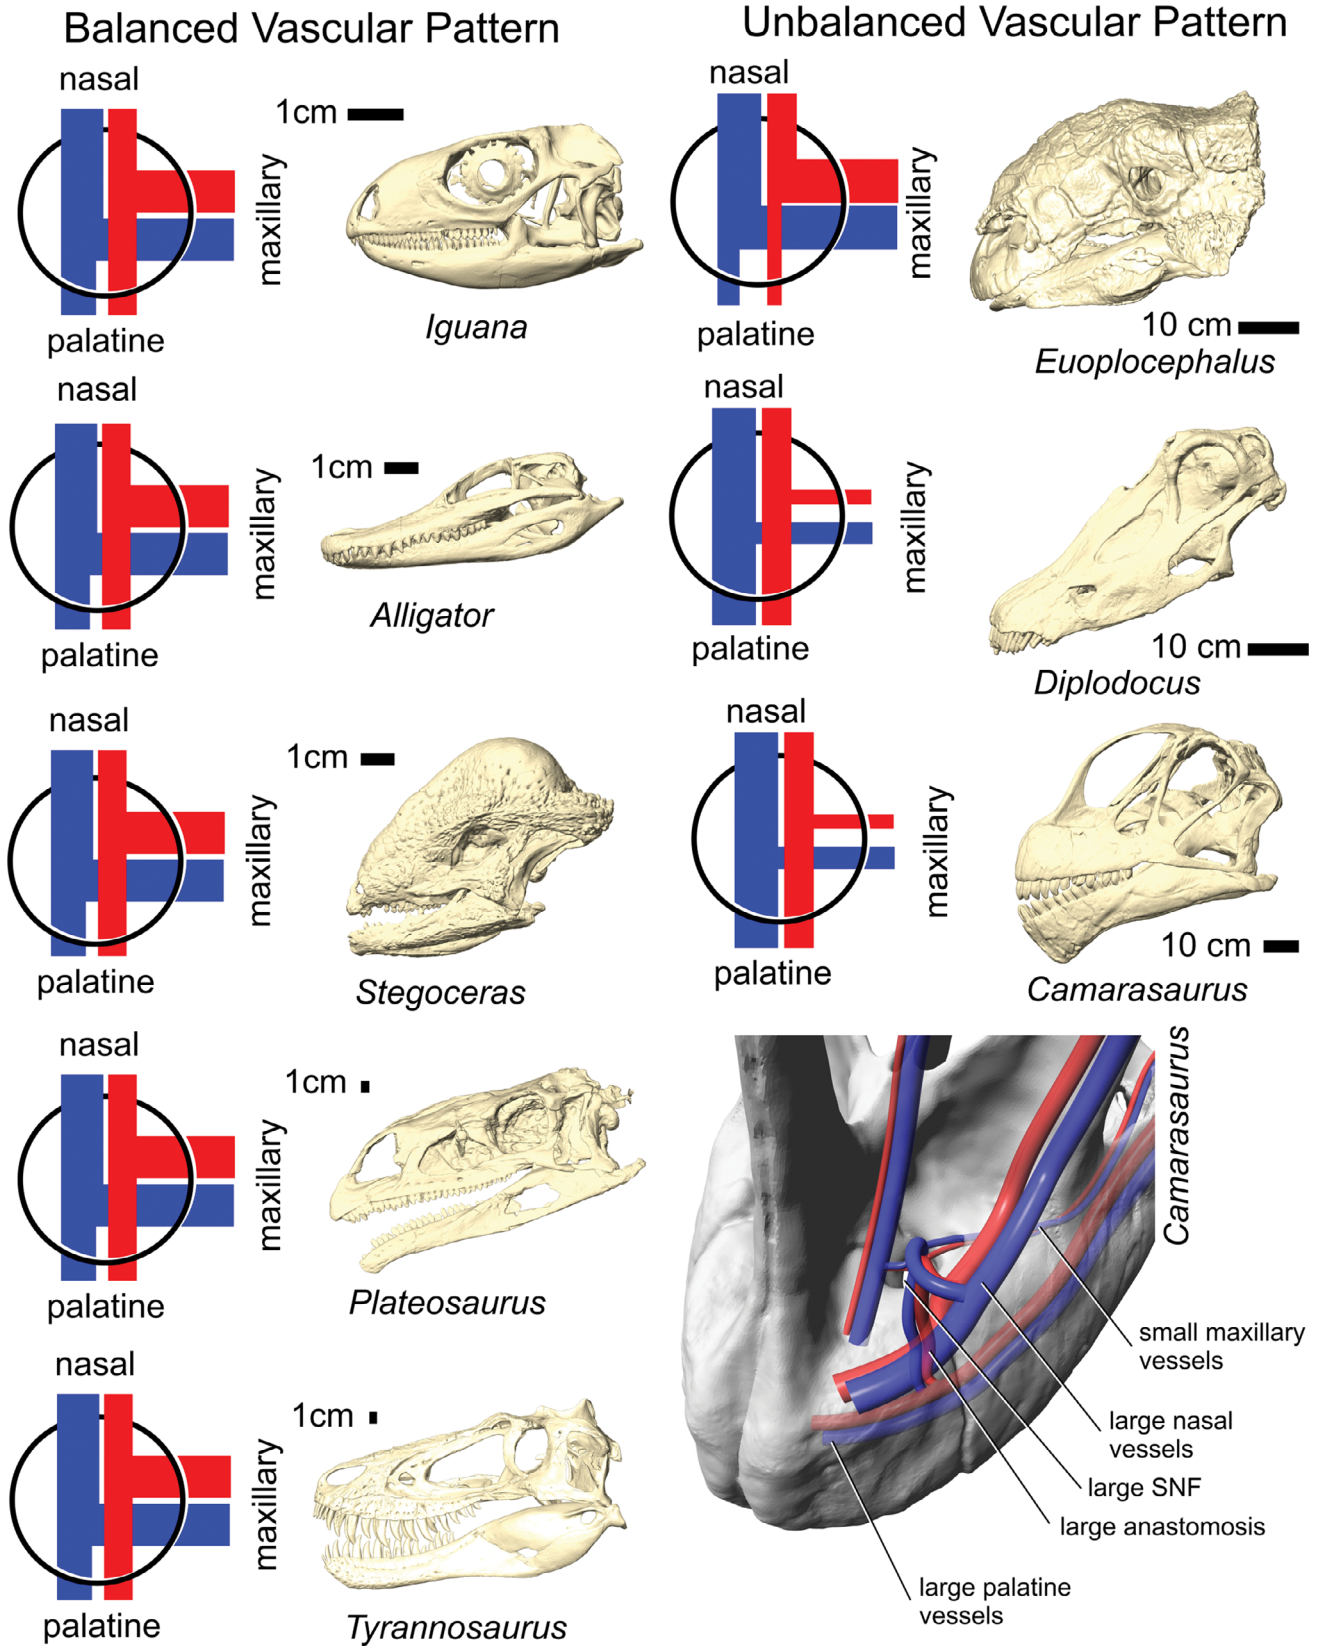 Balanced Vascular Pattern
nasal
1cm
maxillary
palatine
Iguana
nasal
1cm
maxillary
palatine
Alligator
nasal
1cm
maxillary
palatine
Stegoceras
nasal
1cm
maxillary
palatine
Plateosaurus
nasal
1cm
maxillary
palatine
Tyrannosaurus
Unbalanced Vascular Pattern
nasal
maxillary
palatine
10 cm
Euoplocephalus
nasal
maxillary
palatine
10 cm
Diplodocus
nasal
maxillary
palatine
10 cm
Camarasaurus
Camarasaurus
small maxillary
vessels
large nasal
vessels
large SNF
large anastomosis
large palatine
vessels